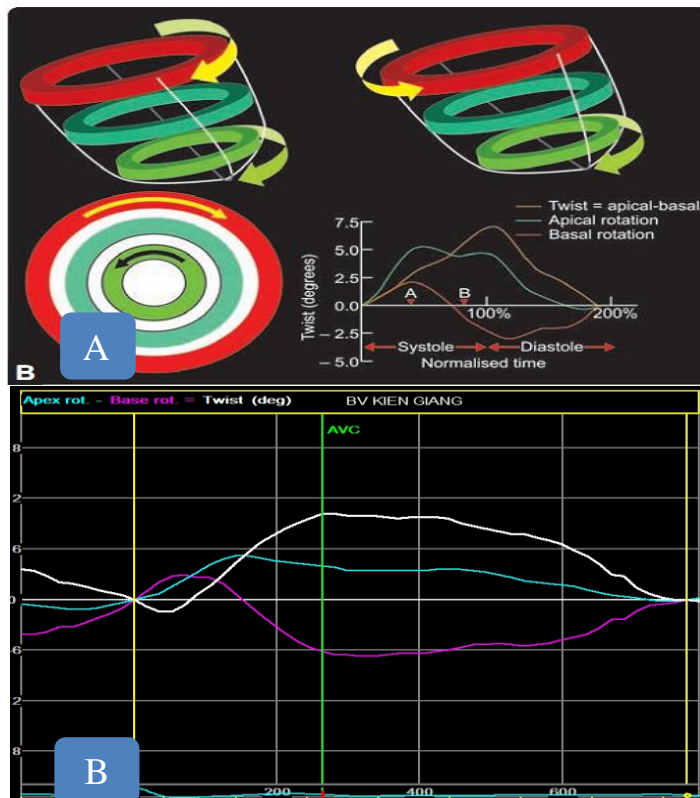 Twist = apical-basal
Apical rotation
Basal rotation
Twist (degrees)
7.5
5.0
2.5
0.0
– 2.5
– 5.0
A
B
100%
200%
Systole
Diastole
Normalised time
A
B
Apex rot. - Base rot. = Twist (deg)
BV KIEN GIANG
AVC
8
2
6
0
-6
2
8
200
400
600
B